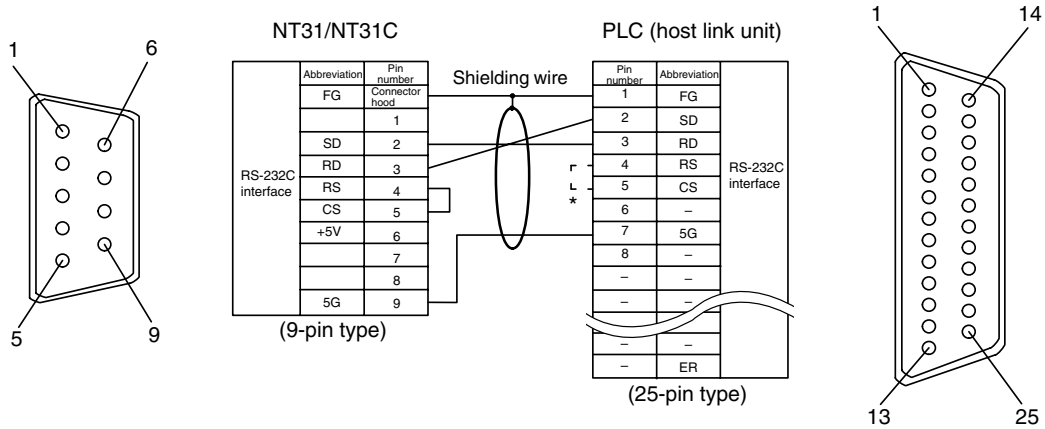 NT31/NT31C
PLC (host link unit)
1
6
5
9
Abbreviation
Pin number
FG
Connector hood
1
SD
2
RD
3
RS
4
CS
5
+5V
6
7
8
5G
9
RS-232C interface
(9-pin type)
Shielding wire
*
Pin number
Abbreviation
1
FG
2
SD
3
RD
4
RS
5
CS
6
–
7
5G
8
–
–
–
–
–
–
–
–
ER
RS-232C interface
(25-pin type)
1
14
13
25